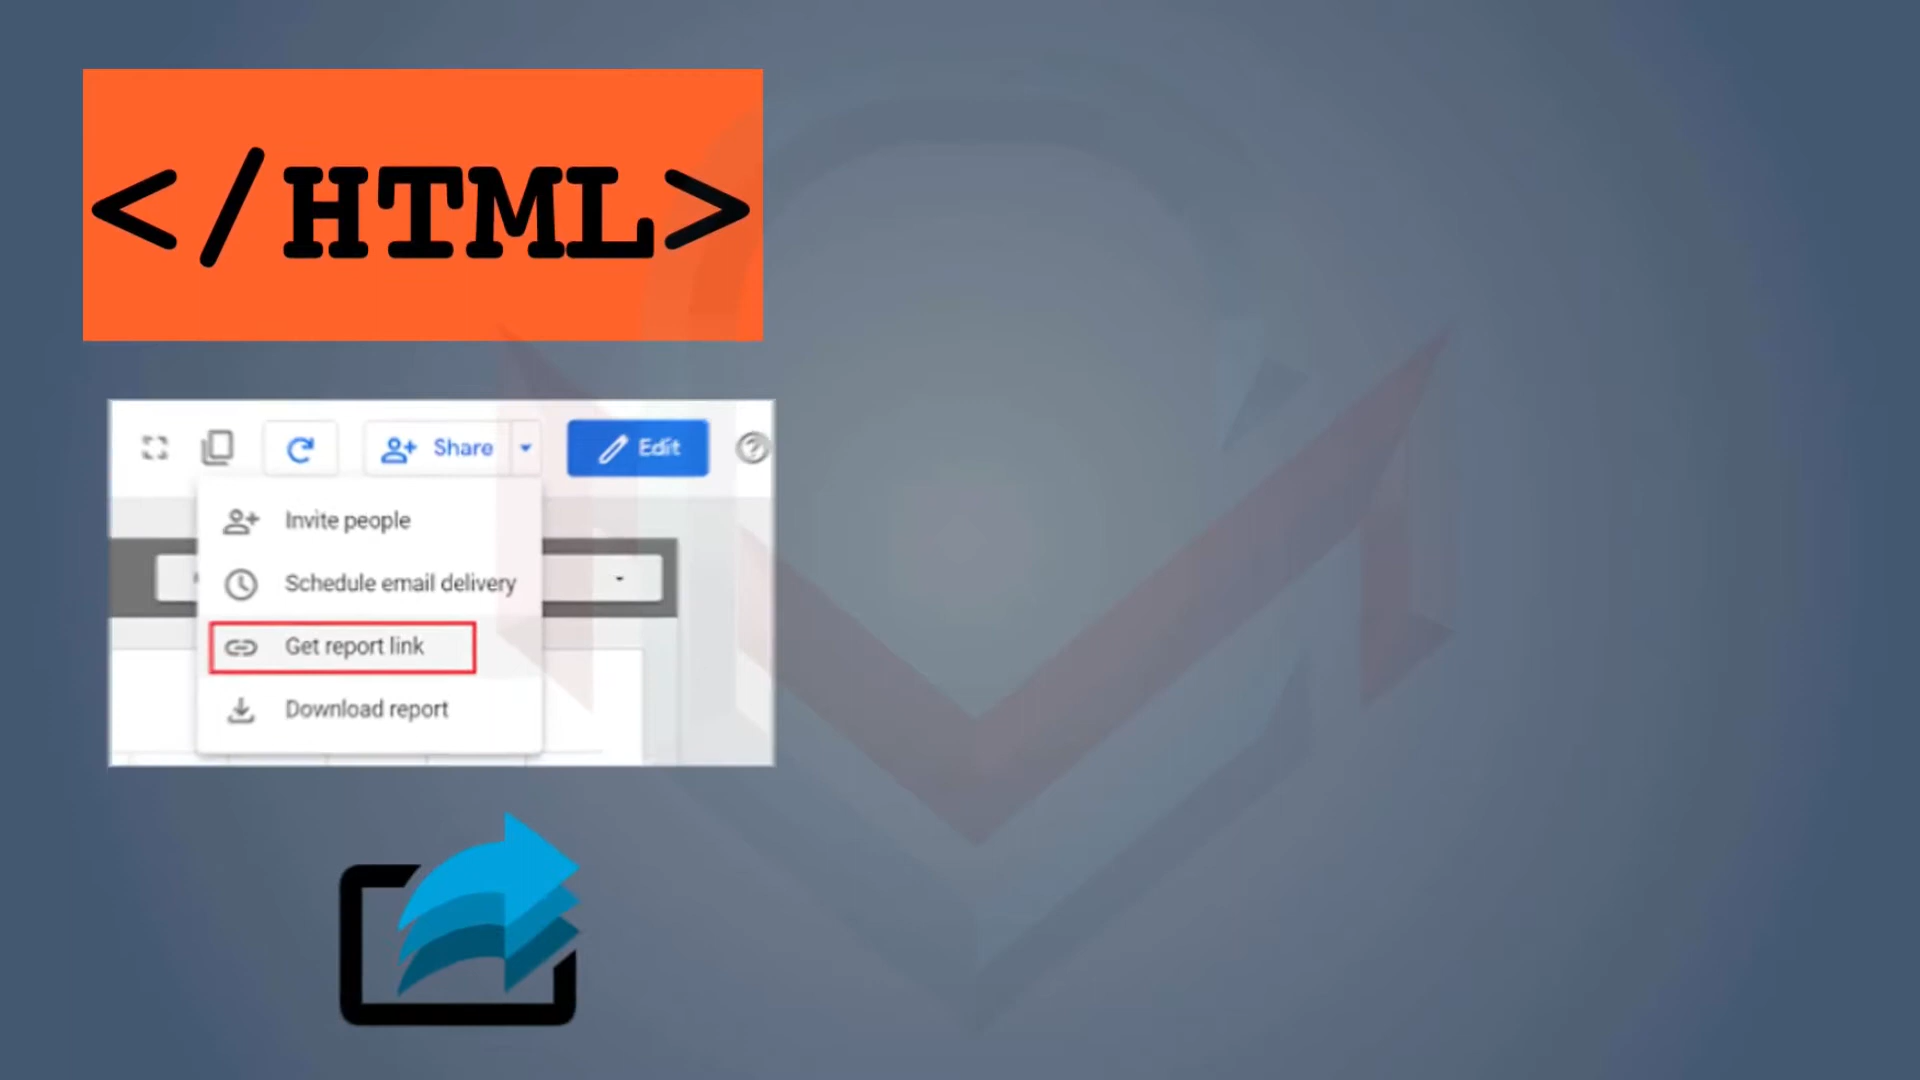 </HTML>
Share
Edit
Invite people
Schedule email delivery
Get report link
Download report